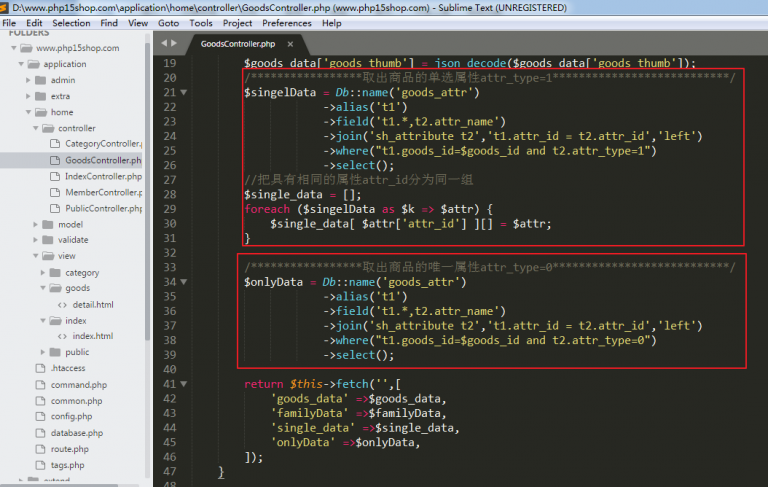 D:\www.php15shop.com\application\home\controller\GoodsController.php (www.php15shop.com) - Sublime Text (UNREGISTERED)
File Edit Selection Find View Goto Tools Project Preferences Help
FOLDERS
www.php15shop.com
application
admin
extra
home
controller
CategoryController.
GoodsController.ph
IndexController.php
MemberController.p
PublicController.php
model
validate
view
category
goods
detail.html
index
index.html
public
.htaccess
command.php
common.php
config.php
database.php
route.php
tags.php
extend
GoodsController.php ×
19 $goods_data['goods_thumb'] = json_decode($goods_data['goods_thumb']);
20 /*****************取出商品的单选属性attr_type=1***************************/
21 $singelData = Db::name('goods_attr')
22 ->alias('t1')
23 ->field('t1.*,t2.attr_name')
24 ->join('sh_attribute t2','t1.attr_id = t2.attr_id','left')
25 ->where("t1.goods_id=$goods_id and t2.attr_type=1")
26 ->select();
27 //把具有相同的属性attr_id分为同一组
28 $single_data = [];
29 foreach ($singelData as $k => $attr) {
30 $single_data[ $attr['attr_id'] ][] = $attr;
31 }
32
33 /*****************取出商品的唯一属性attr_type=0***************************/
34 $onlyData = Db::name('goods_attr')
35 ->alias('t1')
36 ->field('t1.*,t2.attr_name')
37 ->join('sh_attribute t2','t1.attr_id = t2.attr_id','left')
38 ->where("t1.goods_id=$goods_id and t2.attr_type=0")
39 ->select();
40
41 return $this->fetch('',[
42 'goods_data' =>$goods_data,
43 'familyData' =>$familyData,
44 'single_data' =>$single_data,
45 'onlyData' =>$onlyData,
46 ]);
47 }
48